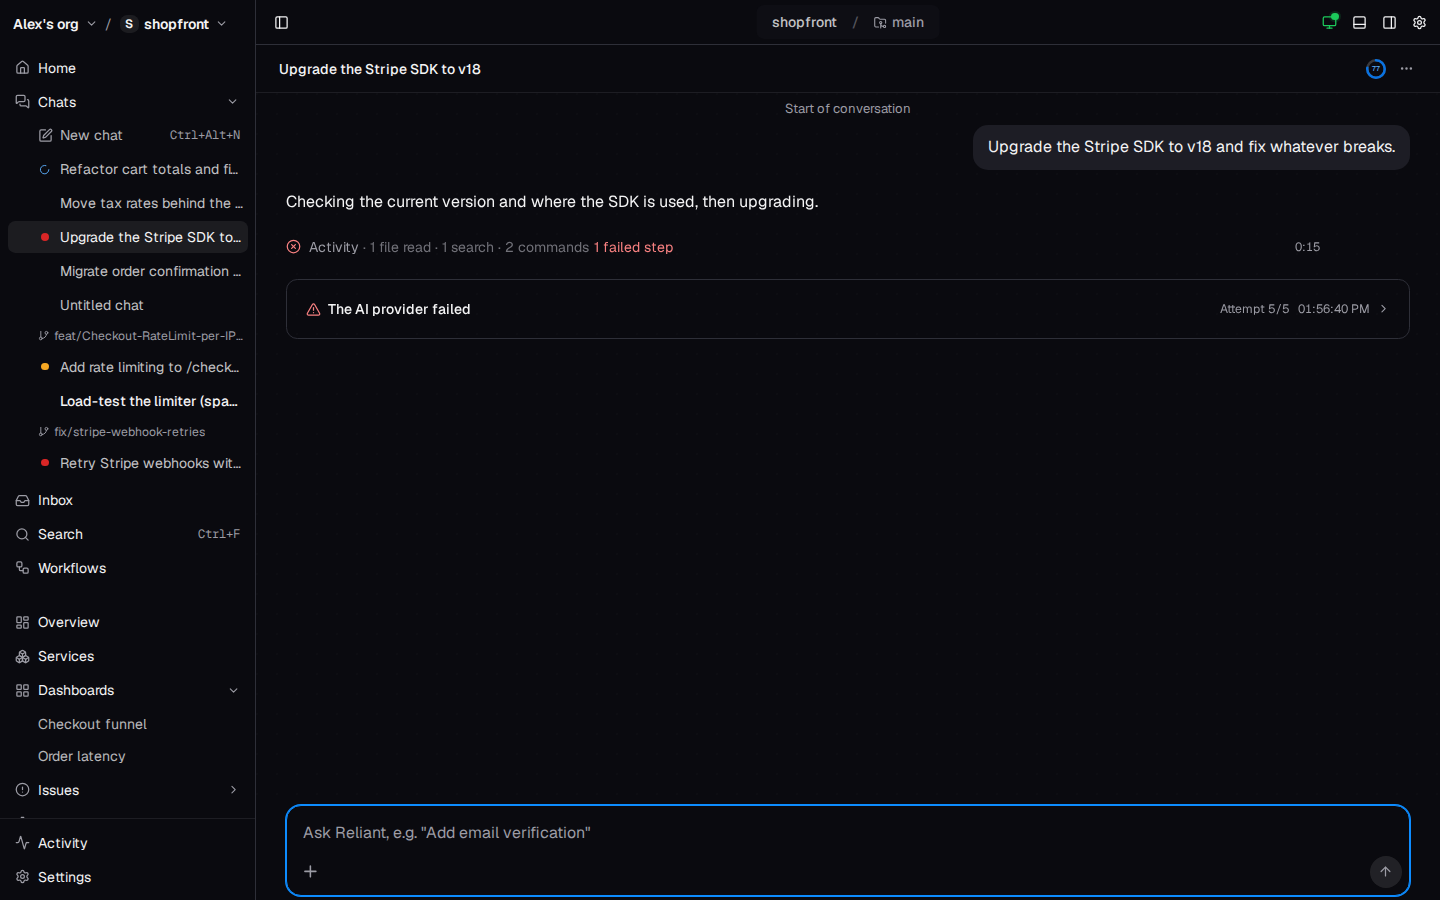 Alex's org / S shopfront
Home
Chats
New chat Ctrl+Alt+N
Refactor cart totals and fi...
Move tax rates behind the ...
Upgrade the Stripe SDK to...
Migrate order confirmation ...
Untitled chat
feat/Checkout-RateLimit-per-IP...
Add rate limiting to /check...
Load-test the limiter (spa...
fix/stripe-webhook-retries
Retry Stripe webhooks wit...
Inbox
Search Ctrl+F
Workflows
Overview
Services
Dashboards
Checkout funnel
Order latency
Issues
Activity
Settings
shopfront / main
Upgrade the Stripe SDK to v18
77
Start of conversation
Upgrade the Stripe SDK to v18 and fix whatever breaks.
Checking the current version and where the SDK is used, then upgrading.
Activity · 1 file read · 1 search · 2 commands 1 failed step 0:15
The AI provider failed Attempt 5/5 01:56:40 PM
Ask Reliant, e.g. "Add email verification"